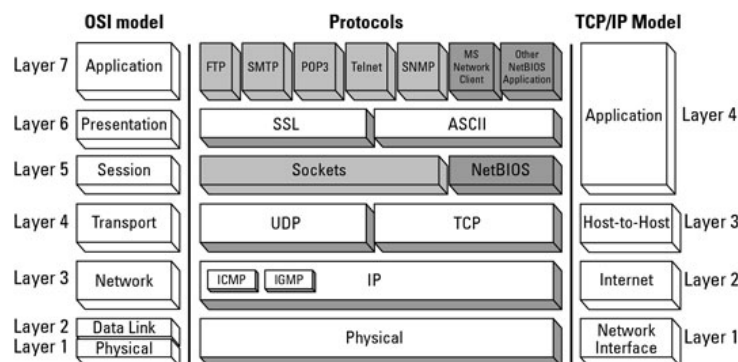 OSI model
Protocols
TCP/IP Model
Layer 7
Application
FTP
SMTP
POP3
Telnet
SNMP
MS
Network
Client
Other
NetBIOS
Application
Layer 6
Presentation
SSL
ASCII
Application
Layer 4
Layer 5
Session
Sockets
NetBIOS
Layer 4
Transport
UDP
TCP
Host-to-Host
Layer 3
Layer 3
Network
ICMP
IGMP
IP
Internet
Layer 2
Layer 2
Data Link
Layer 1
Physical
Physical
Network
Interface
Layer 1